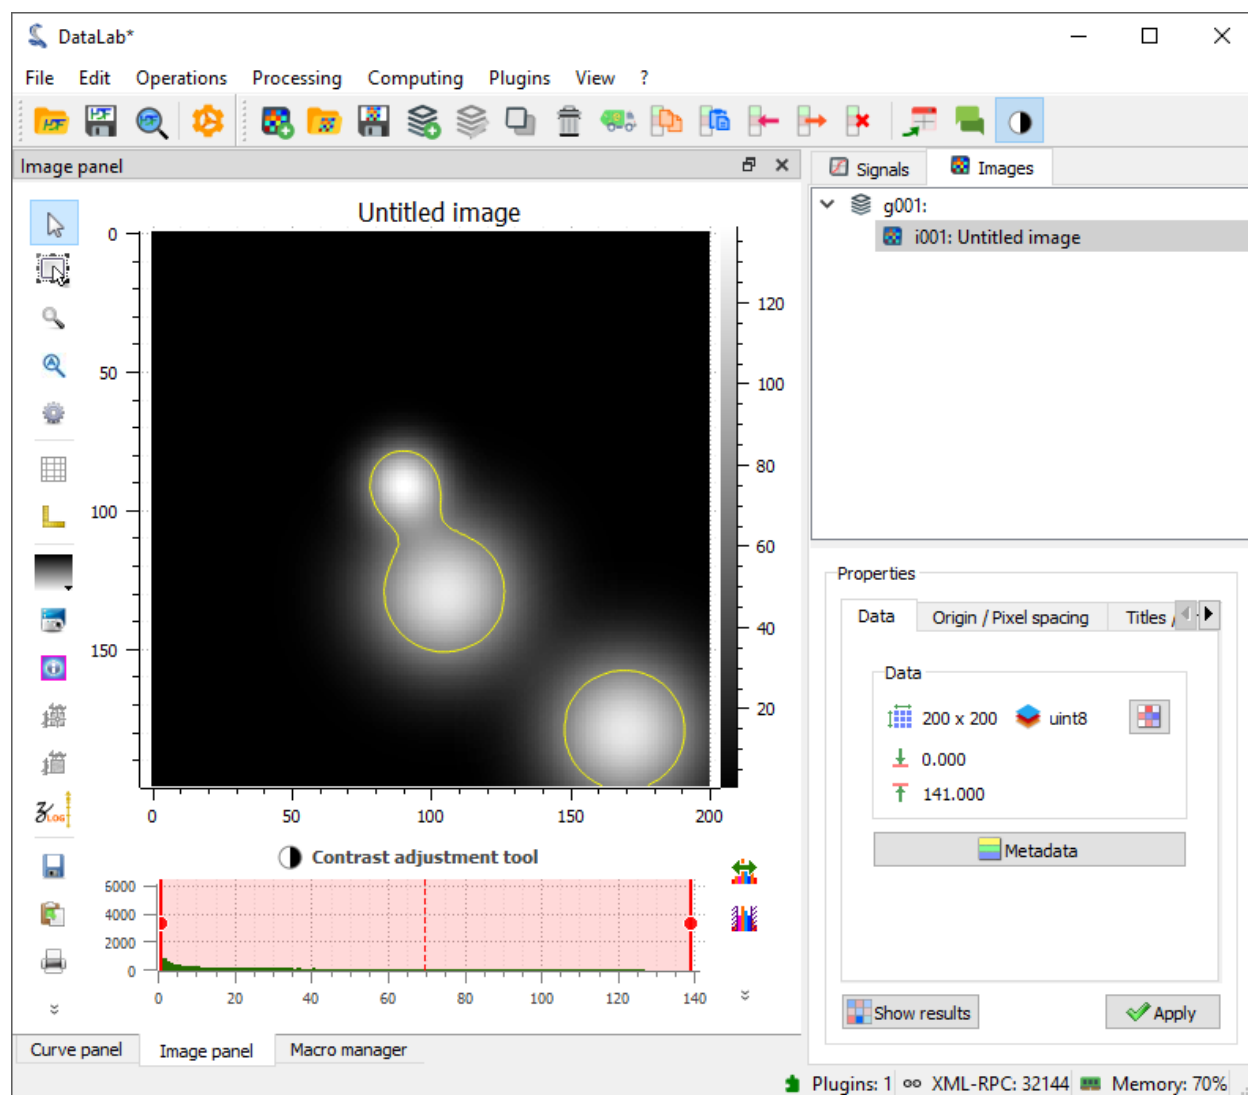 DataLab*
File Edit Operations Processing Computing Plugins View ?
Image panel
Signals Images
g001:
i001: Untitled image
Untitled image
0
50
100
150
0 50 100 150 200
120
100
80
60
40
20
Contrast adjustment tool
6000
4000
2000
0
0 20 40 60 80 100 120 140
Properties
Data Origin / Pixel spacing Titles /
Data
200 x 200 uint8
0.000
141.000
Metadata
Show results Apply
Curve panel Image panel Macro manager
Plugins: 1 XML-RPC: 32144 Memory: 70%